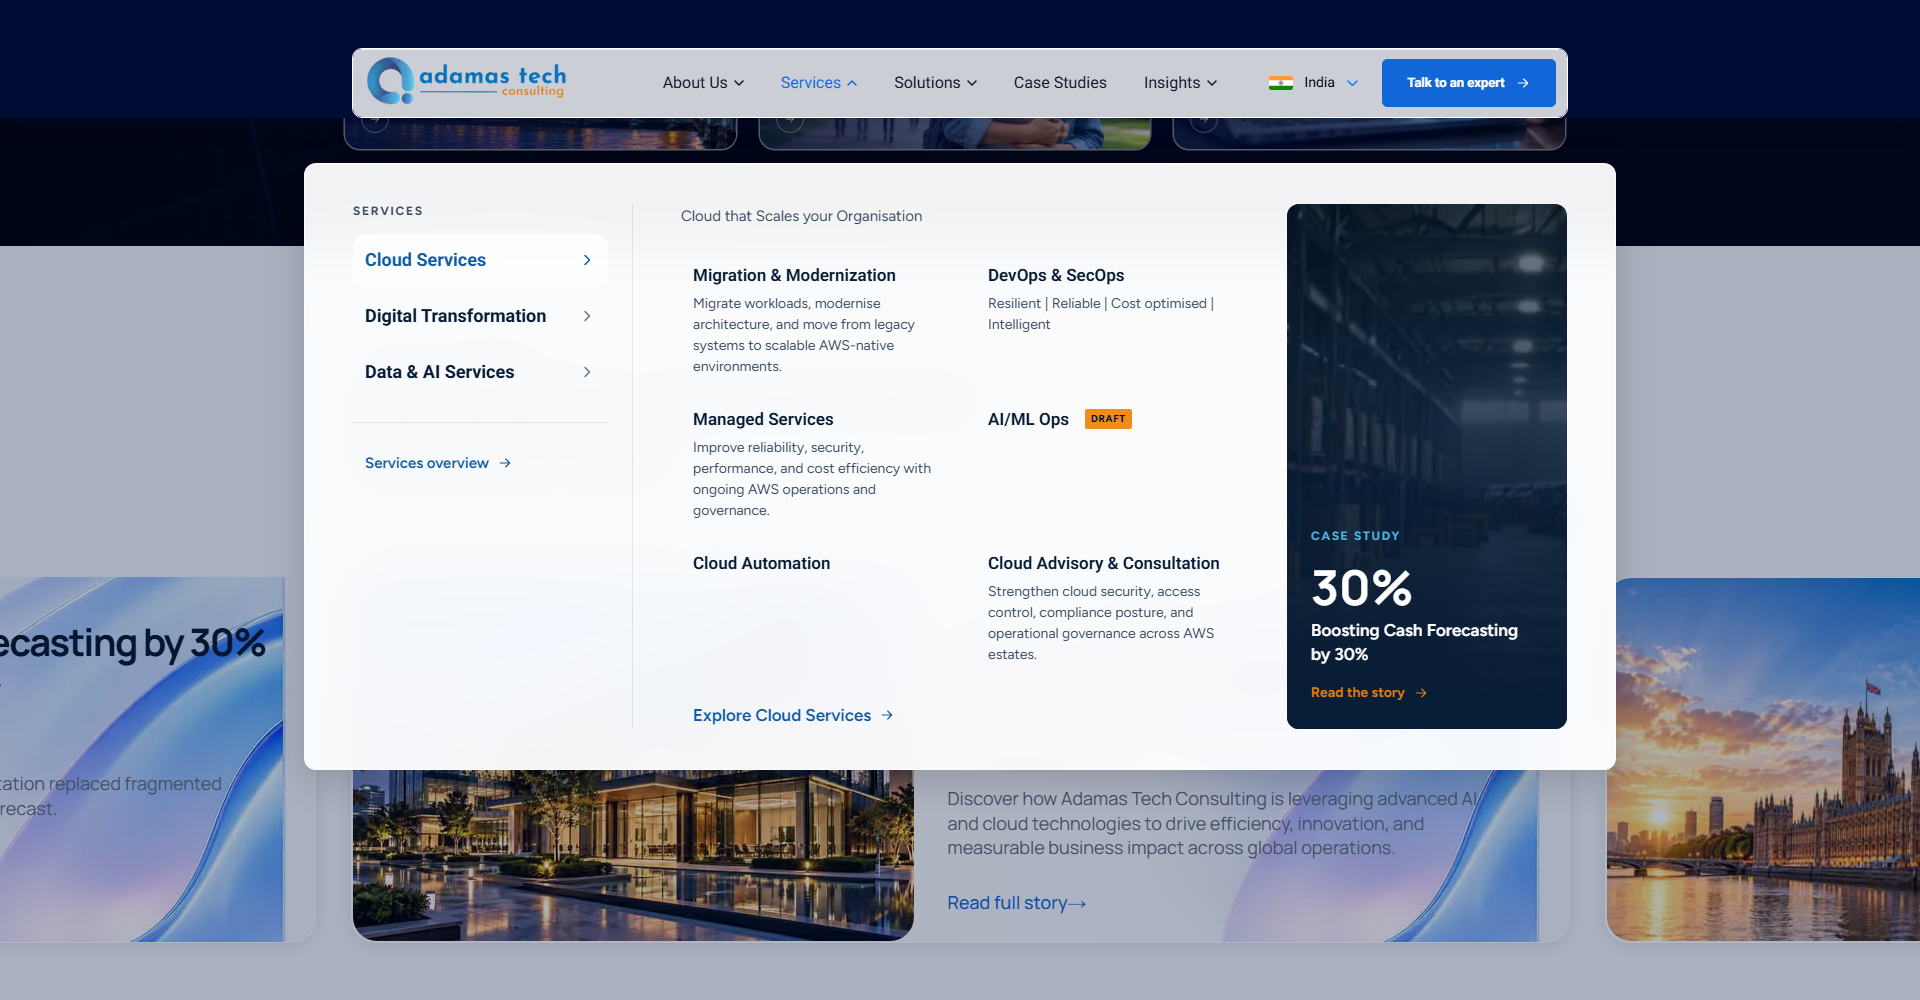 adamas tech
consulting
About Us
Services
Solutions
Case Studies
Insights
India
Talk to an expert
SERVICES
Cloud Services
Digital Transformation
Data & AI Services
Services overview
Cloud that Scales your Organisation
Migration & Modernization
Migrate workloads, modernise
architecture, and move from legacy
systems to scalable AWS-native
environments.
DevOps & SecOps
Resilient | Reliable | Cost optimised |
Intelligent
Managed Services
Improve reliability, security,
performance, and cost efficiency with
ongoing AWS operations and
governance.
AI/ML Ops
DRAFT
Cloud Automation
Cloud Advisory & Consultation
Strengthen cloud security, access
control, compliance posture, and
operational governance across AWS
estates.
Explore Cloud Services
CASE STUDY
30%
Boosting Cash Forecasting
by 30%
Read the story
ecasting by 30%
tation replaced fragmented
recast.
Discover how Adamas Tech Consulting is leveraging advanced AI
and cloud technologies to drive efficiency, innovation, and
measurable business impact across global operations.
Read full story→